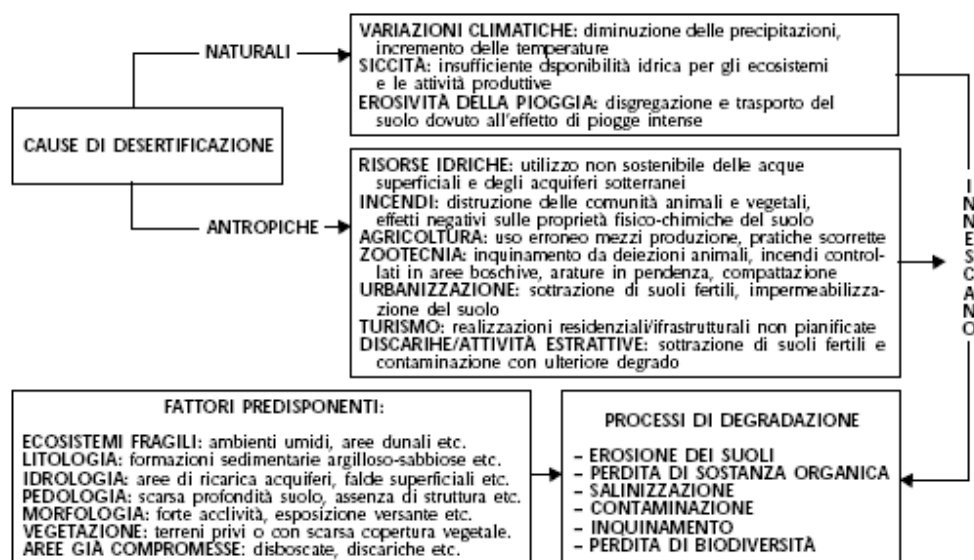 CAUSE DI DESERTIFICAZIONE
NATURALI
VARIAZIONI CLIMATICHE: diminuzione delle precipitazioni,
incremento delle temperature
SICCITÀ: insufficiente dsponibilità idrica per gli ecosistemi
e le attività produttive
EROSIVITÀ DELLA PIOGGIA: disgregazione e trasporto del
suolo dovuto all'effetto di piogge intense
ANTROPICHE
RISORSE IDRICHE: utilizzo non sostenibile delle acque
superficiali e degli acquiferi sotterranei
INCENDI: distruzione delle comunità animali e vegetali,
effetti negativi sulle proprietà fisico-chimiche del suolo
AGRICOLTURA: uso erroneo mezzi produzione, pratiche scorrette
ZOOTECNIA: inquinamento da deiezioni animali, incendi control-
lati in aree boschive, arature in pendenza, compattazione
URBANIZZAZIONE: sottrazione di suoli fertili, impermeabilizza-
zione del suolo
TURISMO: realizzazioni residenziali/ifrastrutturali non pianificate
DISCARIHE/ATTIVITÀ ESTRATTIVE: sottrazione di suoli fertili e
contaminazione con ulteriore degrado
INNESCANO
FATTORI PREDISPONENTI:
ECOSISTEMI FRAGILI: ambienti umidi, aree dunali etc.
LITOLOGIA: formazioni sedimentarie argilloso-sabbiose etc.
IDROLOGIA: aree di ricarica acquiferi, falde superficiali etc.
PEDOLOGIA: scarsa profondità suolo, assenza di struttura etc.
MORFOLOGIA: forte acclività, esposizione versante etc.
VEGETAZIONE: terreni privi o con scarsa copertura vegetale.
AREE GIÀ COMPROMESSE: disboscate, discariche etc.
PROCESSI DI DEGRADAZIONE
– EROSIONE DEI SUOLI
– PERDITA DI SOSTANZA ORGANICA
– SALINIZZAZIONE
– CONTAMINAZIONE
– INQUINAMENTO
– PERDITA DI BIODIVERSITÀ